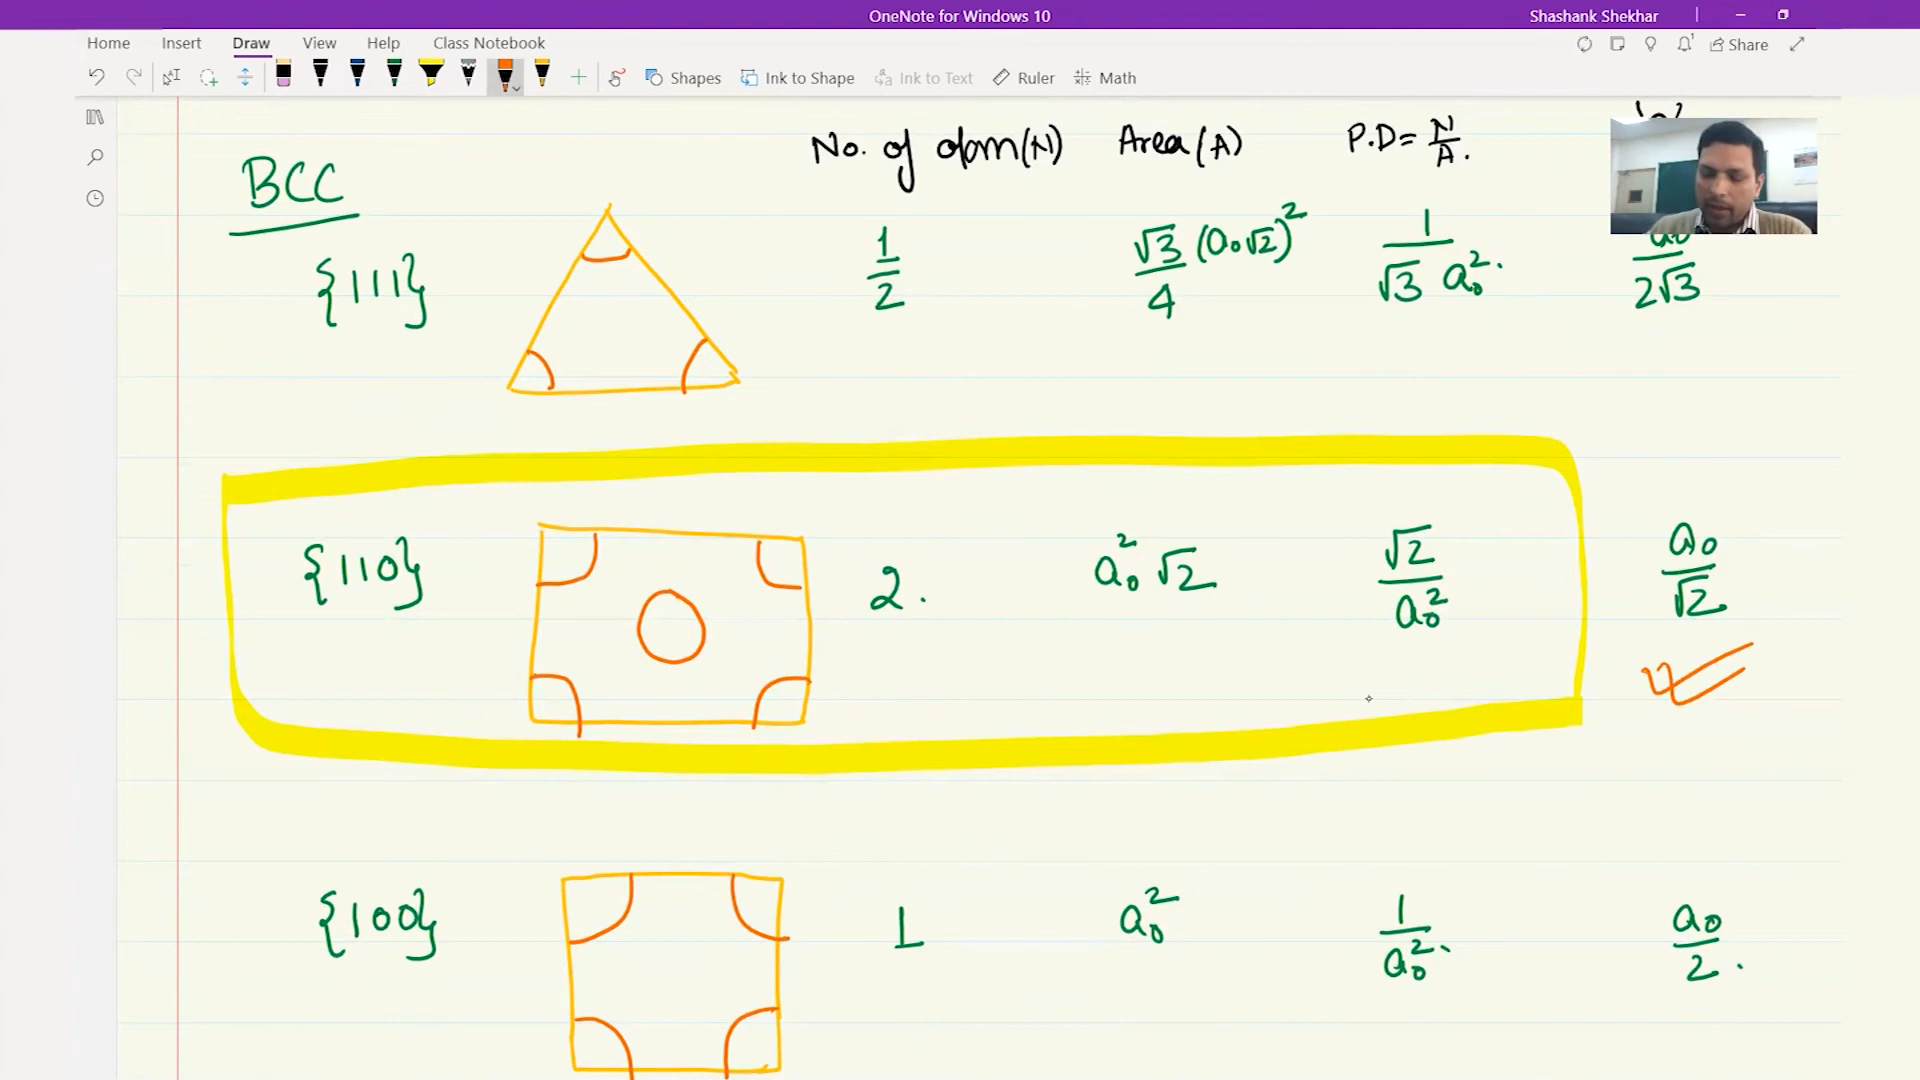 OneNote for Windows 10
Shashank Shekhar
Home Insert Draw View Help Class Notebook
Share
Shapes Ink to Shape Ink to Text Ruler Math
No. of atom(N) Area(A) P.D = N/A.
BCC
{111} 1/2 √3/4 (a₀√2)² 1/√3 a₀². a₀/2√3
{110} 2. a₀²√2 √2/a₀² a₀/√2
{100} 1 a₀² 1/a₀². a₀/2.